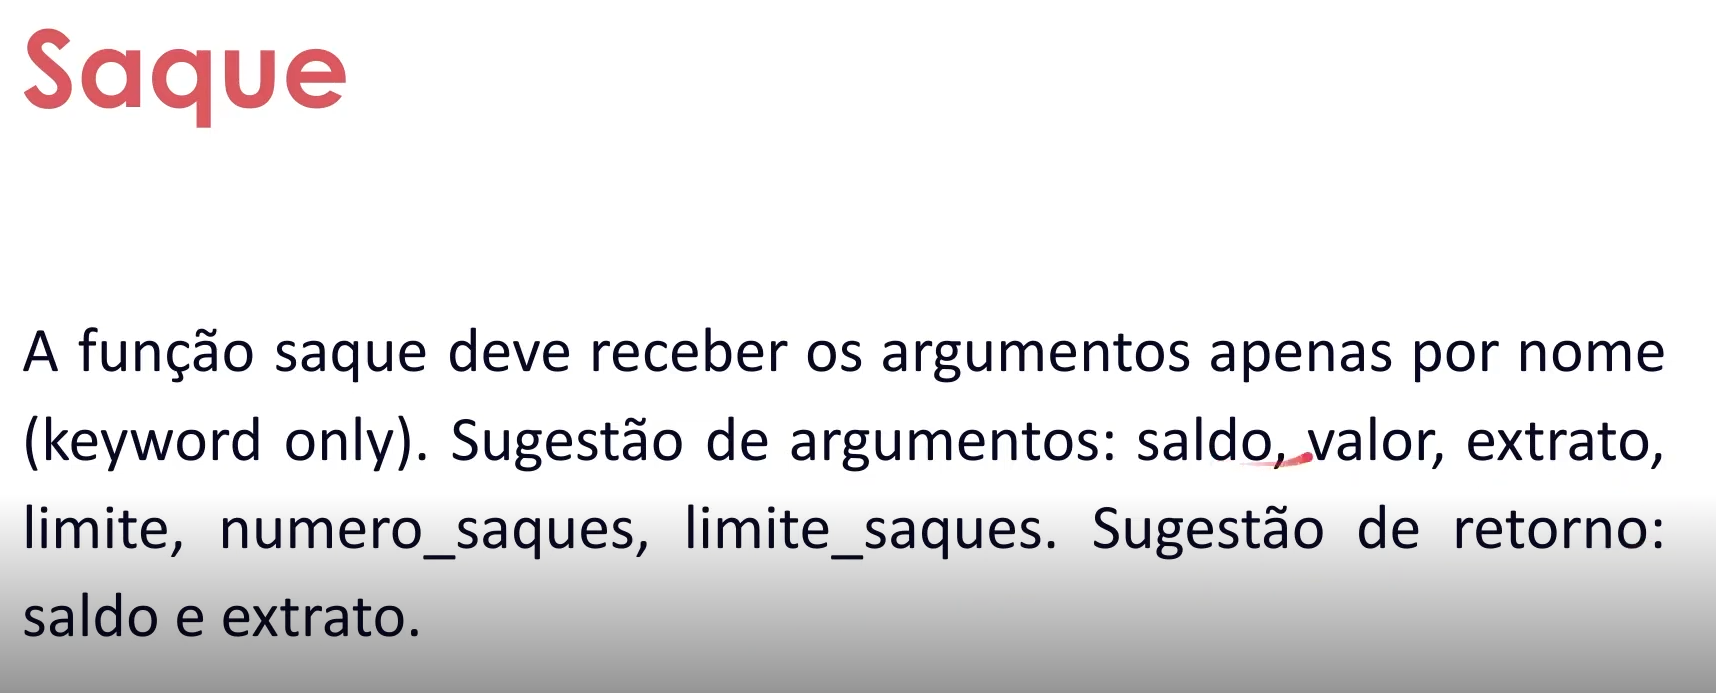 Saque
A função saque deve receber os argumentos apenas por nome
(keyword only). Sugestão de argumentos: saldo, valor, extrato,
limite, numero_saques, limite_saques. Sugestão de retorno:
saldo e extrato.